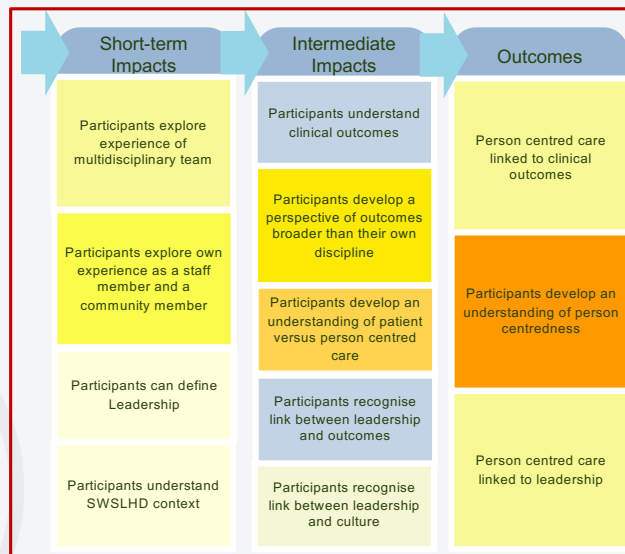 Short-term
Impacts
Participants explore
experience of
multidisciplinary team
Participants explore own
experience as a staff
member and a
community member
Participants can define
Leadership
Participants understand
SWSLHD context
Intermediate
Impacts
Participants understand
clinical outcomes
Participants develop a
perspective of outcomes
broader than their own
discipline
Participants develop an
understanding of patient
versus person centred
care
Participants recognise
link between leadership
and outcomes
Participants recognise
link between leadership
and culture
Outcomes
Person centred care
linked to clinical
outcomes
Participants develop an
understanding of person
centredness
Person centred care
linked to leadership